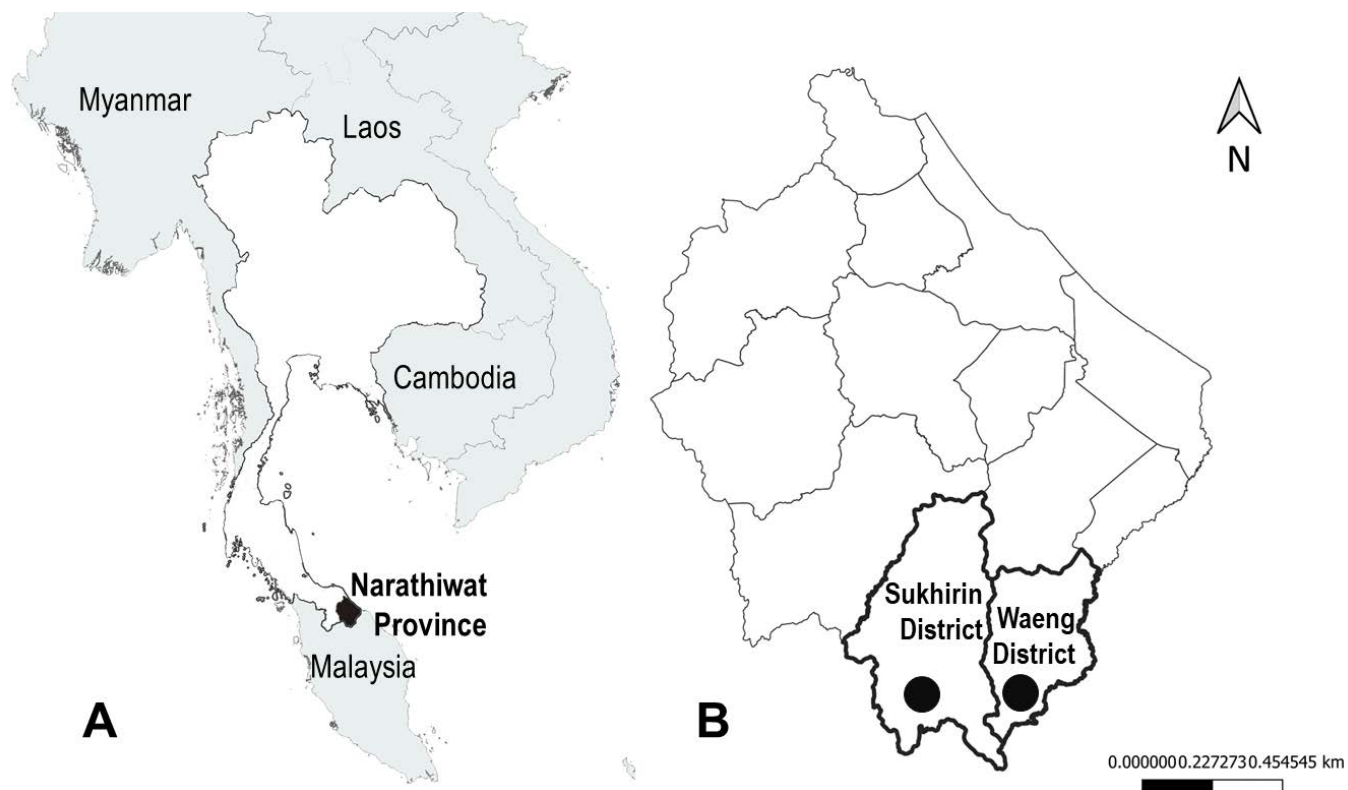 Myanmar
Laos
Cambodia
Narathiwat
Province
Malaysia
A
N
Sukhirin
District
Waeng
District
B
0.0000000.2272730.454545 km